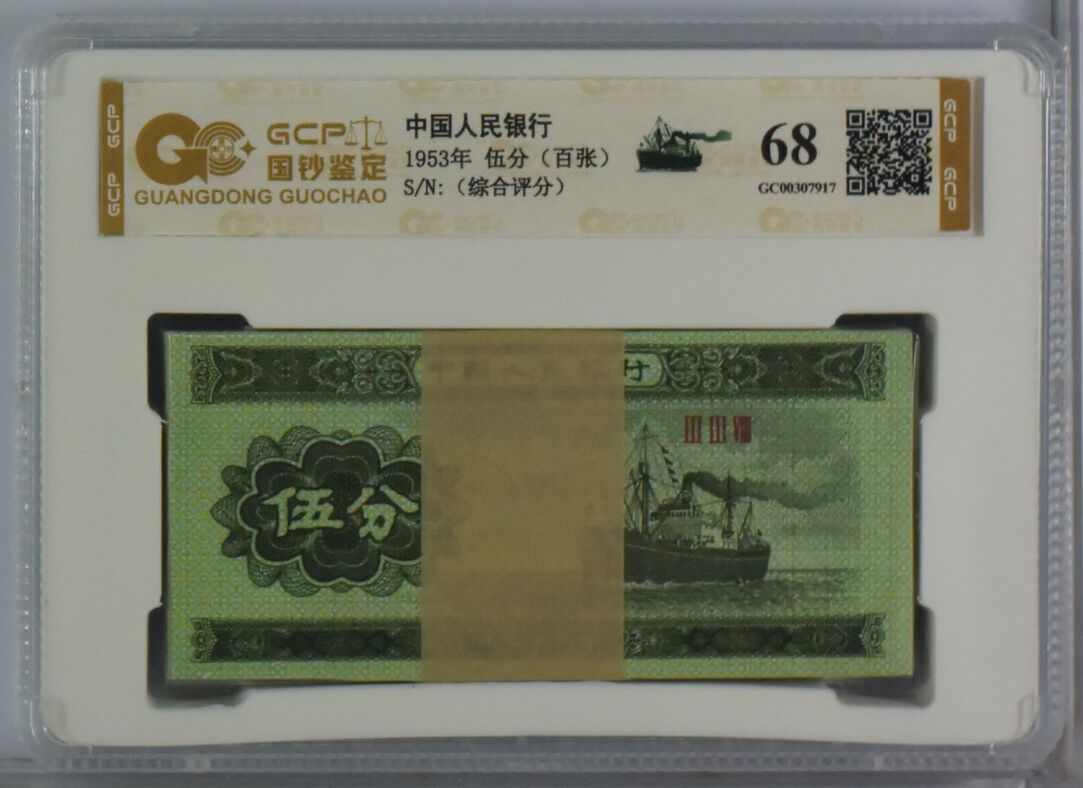 GCP
GCP
GCP
国钞鉴定
GUANGDONG GUOCHAO
中国人民银行
1953年 伍分（百张）
S/N:（综合评分）
68
GC00307917
GCP
GCP
III III VIII
伍分